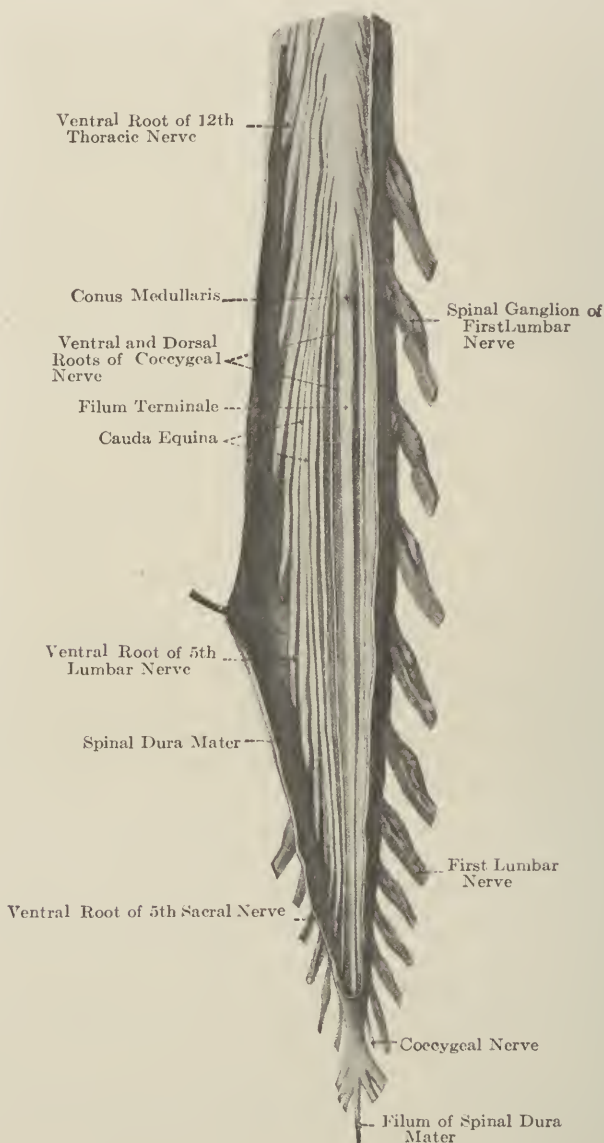 Ventral Root of 12th
Thoracic Nerve
Conus Medullaris
Spinal Ganglion of
FirstLumbar
Nerve
Ventral and Dorsal
Roots of Coccygeal
Nerve
Filum Terminale
Cauda Equina
Ventral Root of 5th
Lumbar Nerve
Spinal Dura Mater
First Lumbar
Nerve
Ventral Root of 5th Sacral Nerve
Coccygeal Nerve
Filum of Spinal Dura
Mater